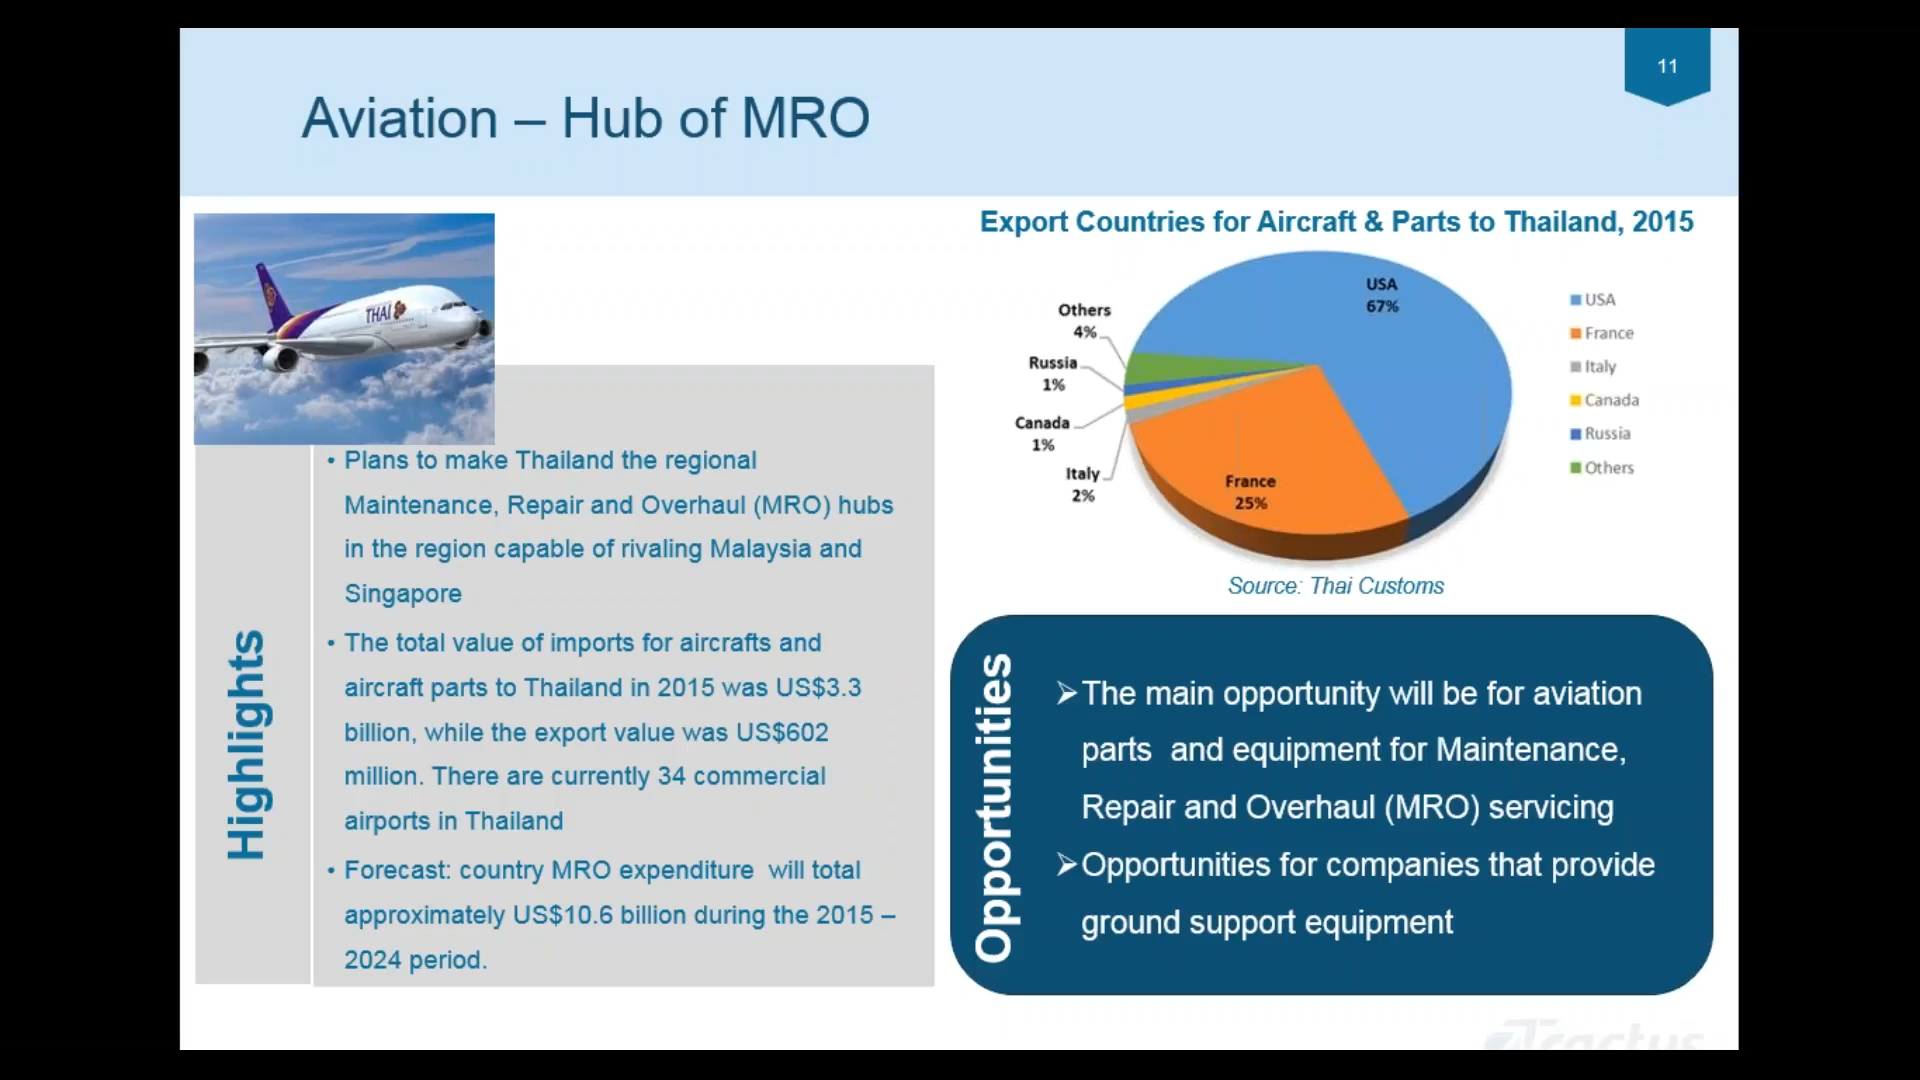 11
Aviation – Hub of MRO
THAI
Highlights
• Plans to make Thailand the regional
Maintenance, Repair and Overhaul (MRO) hubs
in the region capable of rivaling Malaysia and
Singapore
• The total value of imports for aircrafts and
aircraft parts to Thailand in 2015 was US$3.3
billion, while the export value was US$602
million. There are currently 34 commercial
airports in Thailand
• Forecast: country MRO expenditure  will total
approximately US$10.6 billion during the 2015 –
2024 period.
Export Countries for Aircraft & Parts to Thailand, 2015
USA
67%
Others
4%
Russia
1%
Canada
1%
Italy
2%
France
25%
USA
France
Italy
Canada
Russia
Others
Source: Thai Customs
Opportunities
➢The main opportunity will be for aviation
parts  and equipment for Maintenance,
Repair and Overhaul (MRO) servicing
➢Opportunities for companies that provide
ground support equipment
Tractus